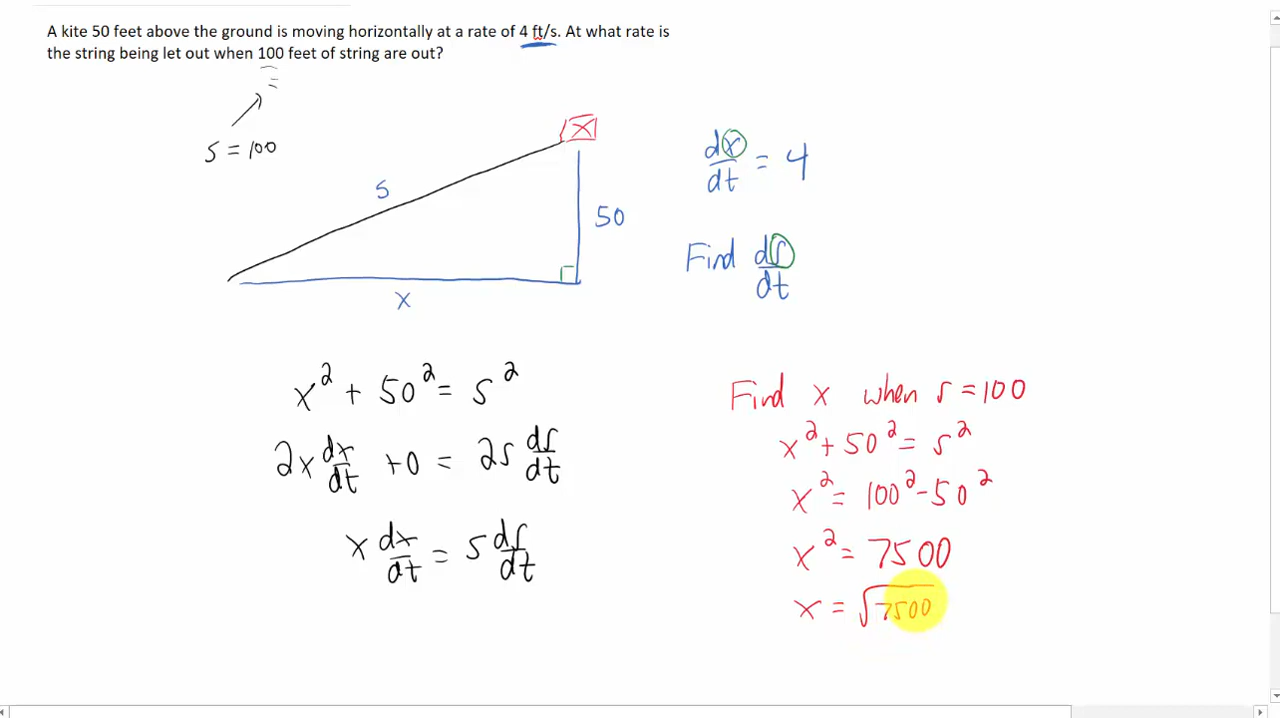 A kite 50 feet above the ground is moving horizontally at a rate of 4 ft/s. At what rate is
the string being let out when 100 feet of string are out?
s = 100
s
50
x
dx/dt = 4
Find ds/dt
x² + 50² = s²
2x dx/dt + 0 = 2s ds/dt
x dx/dt = s ds/dt
Find x when s = 100
x² + 50² = s²
x² = 100² - 50²
x² = 7500
x = √7500